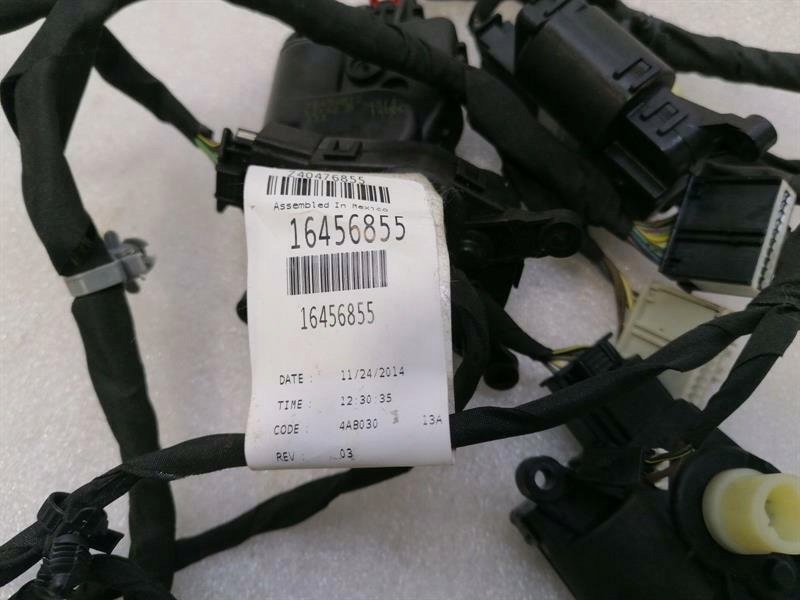 240476855
Assembled In Mexico
16456855
16456855
DATE : 11/24/2014
TIME : 12:30:35
CODE : 4AB030 13A
REV : 03